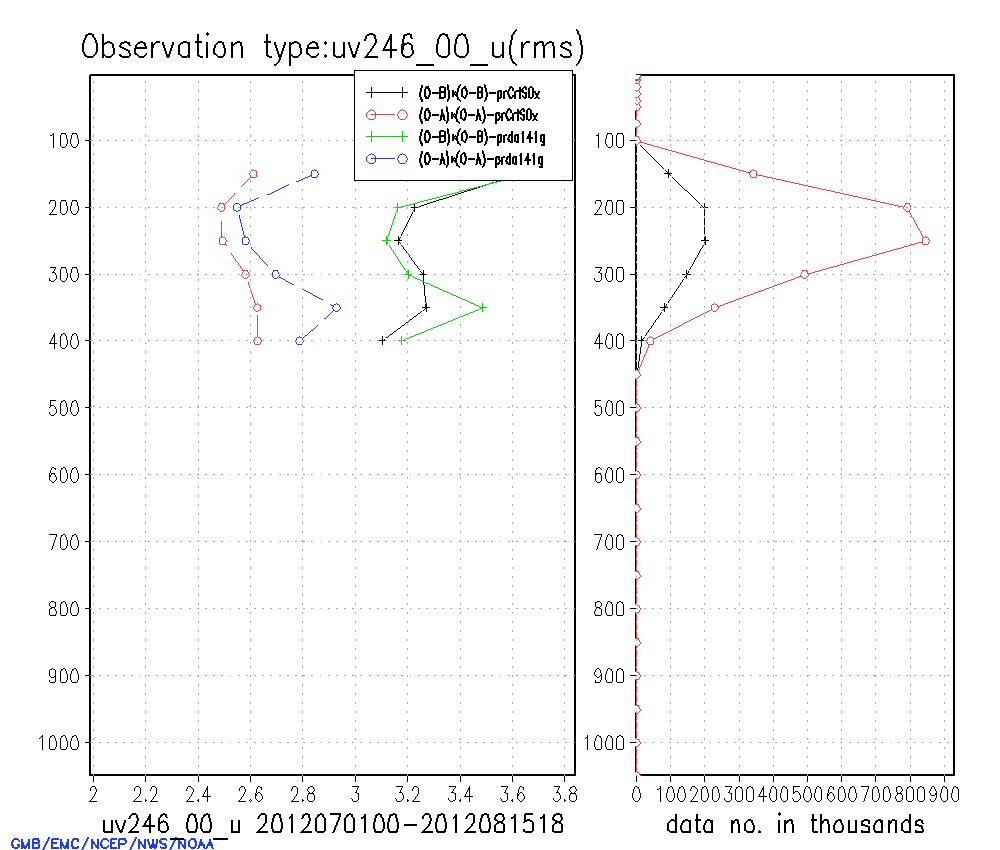 Observation type:uv246_00_u(rms)
(O-B)*(O-B)-prCrtSOx
(O-A)*(O-A)-prCrtSOx
(O-B)*(O-B)-prda141g
(O-A)*(O-A)-prda141g
100
200
300
400
500
600
700
800
900
1000
2 2.2 2.4 2.6 2.8 3 3.2 3.4 3.6 3.8
uv246_00_u 2012070100-2012081518
100
200
300
400
500
600
700
800
900
1000
0 100 200 300 400 500 600 700 800 900
data no. in thousands
GMB/EMC/NCEP/NWS/NOAA